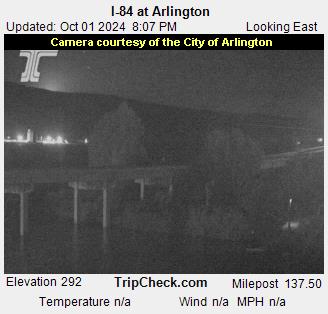 I-84 at Arlington
Updated: Oct 01 2024 8:07 PM Looking East
Camera courtesy of the City of Arlington
Elevation 292 TripCheck.com Milepost 137.50
Temperature n/a Wind n/a MPH n/a